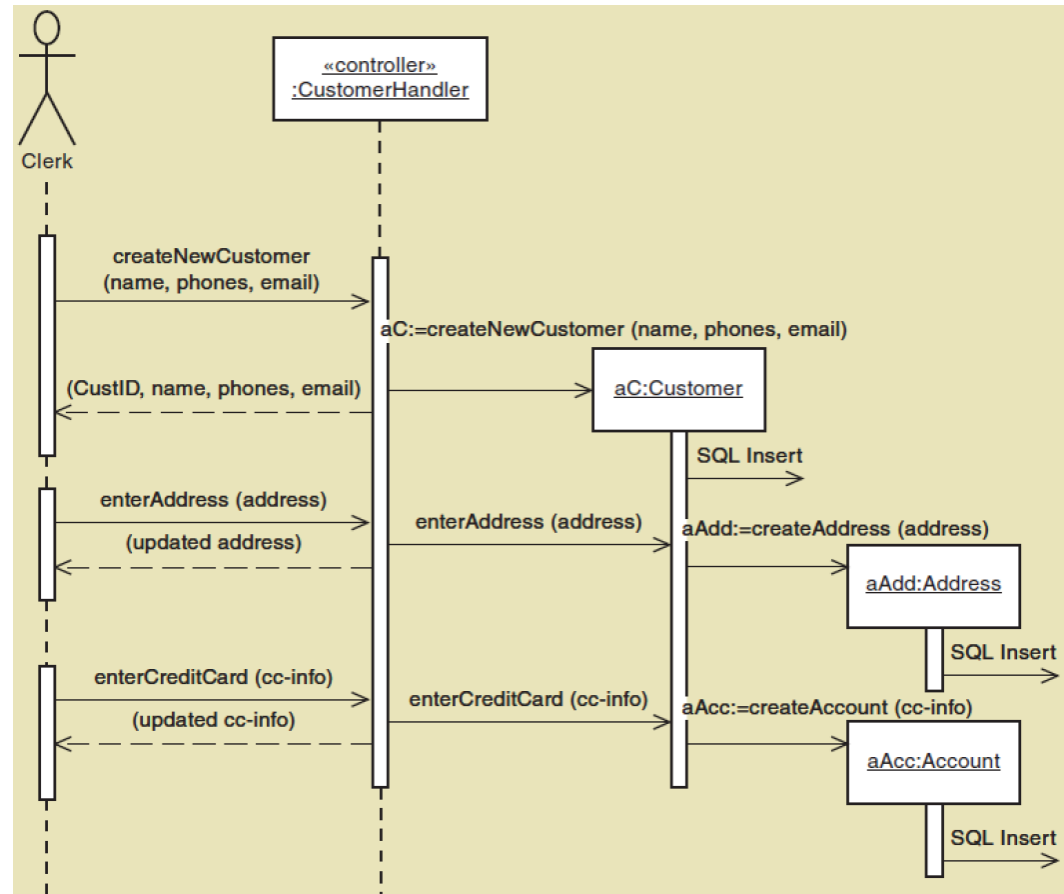 «controller»
:CustomerHandler
Clerk
createNewCustomer
(name, phones, email)
aC:=createNewCustomer (name, phones, email)
(CustID, name, phones, email)
aC:Customer
SQL Insert
enterAddress (address)
enterAddress (address)
aAdd:=createAddress (address)
(updated address)
aAdd:Address
SQL Insert
enterCreditCard (cc-info)
enterCreditCard (cc-info)
aAcc:=createAccount (cc-info)
(updated cc-info)
aAcc:Account
SQL Insert